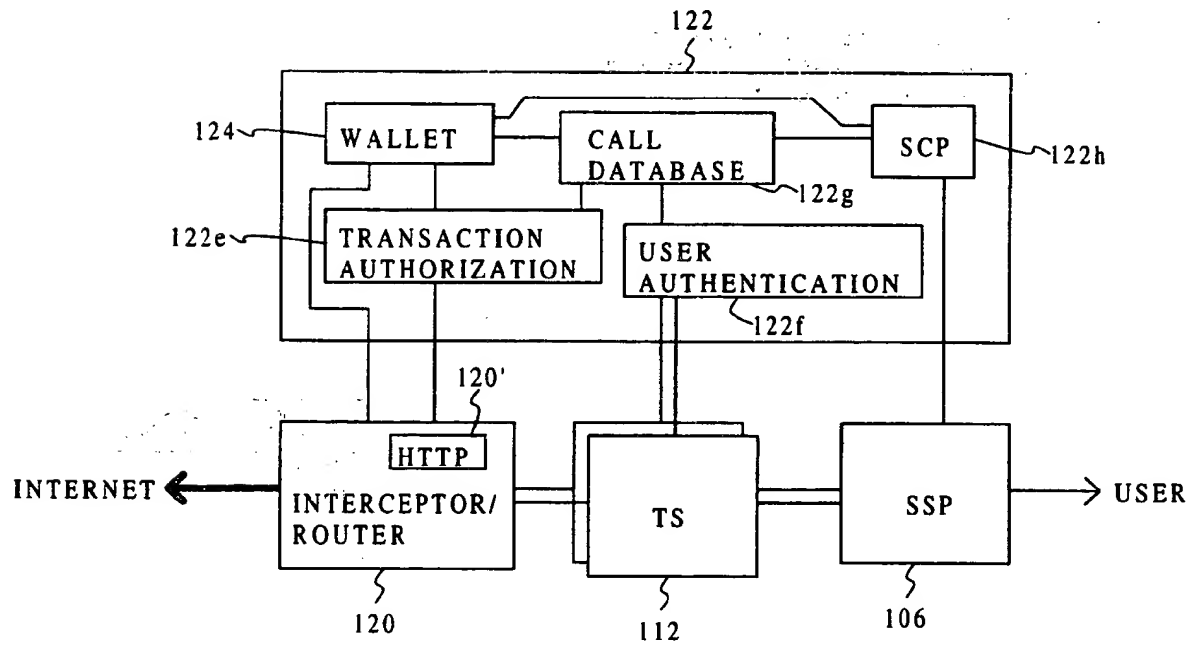 122
124
WALLET
CALL
DATABASE
SCP
122h
122g
122e
TRANSACTION
AUTHORIZATION
USER
AUTHENTICATION
122f
120'
HTTP
INTERNET
INTERCEPTOR/
ROUTER
TS
SSP
USER
120
112
106